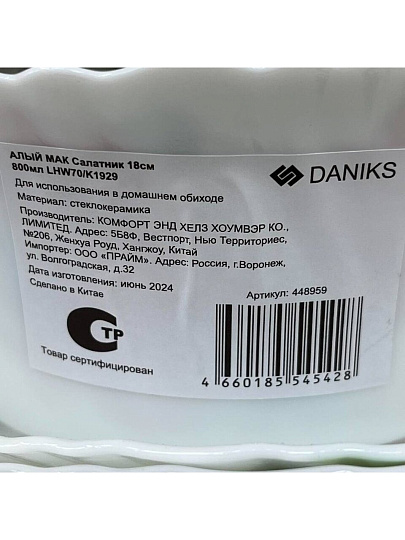 АЛЫЙ МАК Салатник 18см
800мл LHW70/K1929
DANIKS
Для использования в домашнем обиходе
Материал: стеклокерамика
Производитель: КОМФОРТ ЭНД ХЕЛЗ ХОУМВЭР КО.,
ЛИМИТЕД. Адрес: 5Б8Ф, Вестпорт, Нью Территориес,
№206, Женхуа Роуд, Хангжоу, Китай
Импортер: ООО «ПРАЙМ». Адрес: Россия, г.Воронеж,
ул. Волгоградская, д.32
Дата изготовления: июнь 2024
Сделано в Китае
Артикул: 448959
СТР
Товар сертифицирован
4 660185 545428